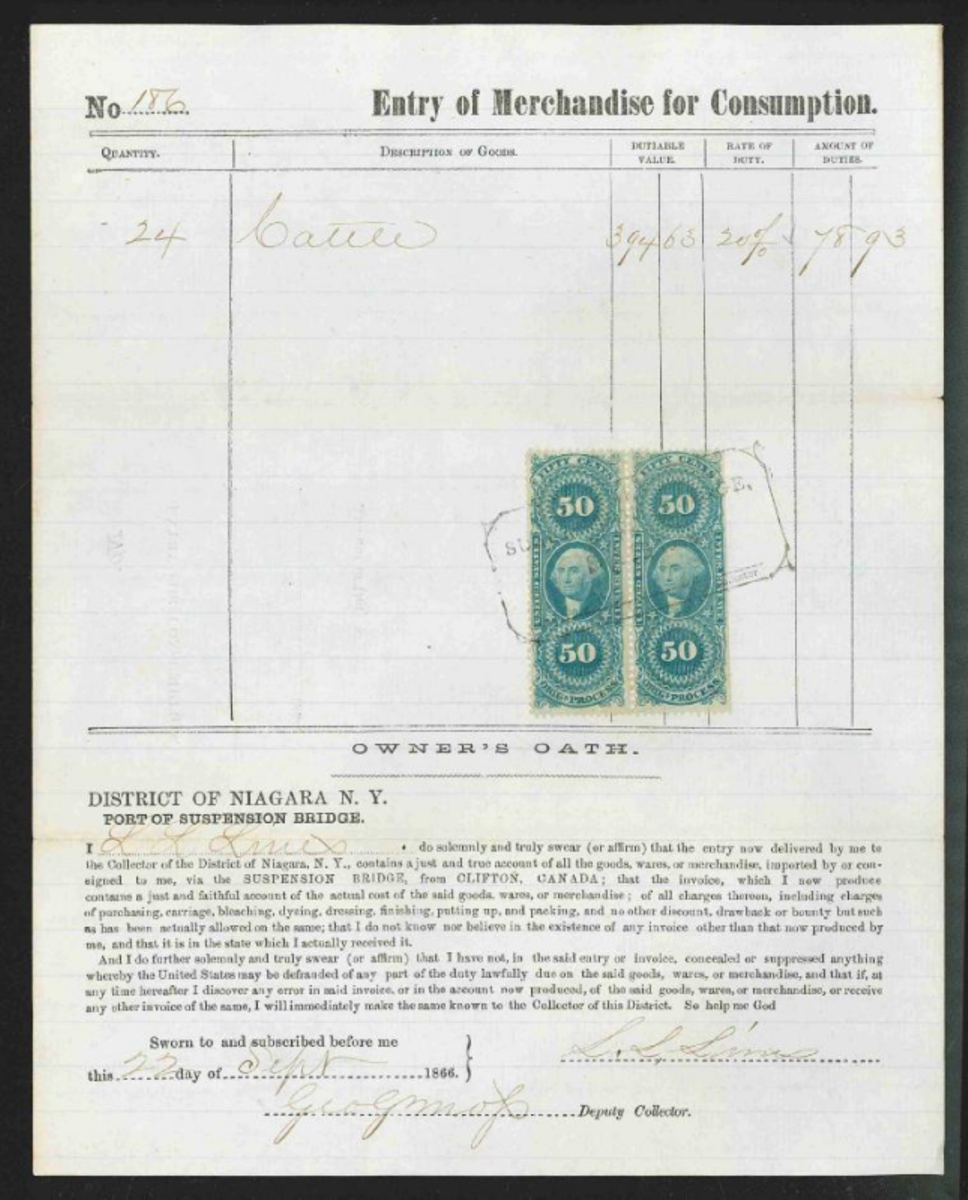 No 186 Entry of Merchandise for Consumption.
QUANTITY. DESCRIPTION OF GOODS. DUTIABLE VALUE. RATE OF DUTY. AMOUNT OF DUTIES.
24 Cattle 394 63 20% 78 93
FIFTY CENTS FIFTY CENTS
50 50
UNITED STATES INTER. REVENUE UNITED STATES INTER. REVENUE
50 50
ORIG. PROCESS ORIG. PROCESS
OWNER'S OATH.
DISTRICT OF NIAGARA N. Y.
PORT OF SUSPENSION BRIDGE.
I L. L. do solemnly and truly swear (or affirm) that the entry now delivered by me to
the Collector of the District of Niagara, N. Y., contains a just and true account of all the goods, wares, or merchandise, imported by or con-
signed to me, via the SUSPENSION BRIDGE, from CLIFTON, CANADA; that the invoice, which I now produce
contains a just and faithful account of the actual cost of the said goods, wares, or merchandise; of all charges thereon, including charges
of purchasing, carriage, bleaching, dyeing, dressing, finishing, putting up, and packing, and no other discount, drawback or bounty but such
as has been actually allowed on the same; that I do not know nor believe in the existence of any invoice other than that now produced by
me, and that it is in the state which I actually received it.
And I do further solemnly and truly swear (or affirm) that I have not, in the said entry or invoice, concealed or suppressed anything
whereby the United States may be defrauded of any part of the duty lawfully due on the said goods, wares, or merchandise, and that if, at
any time hereafter I discover any error in said invoice, or in the account now produced, of the said goods, wares, or merchandise, or receive
any other invoice of the same, I will immediately make the same known to the Collector of this District. So help me God
Sworn to and subscribed before me
L. L.
this 22 day of Sept 1866.
Deputy Collector.